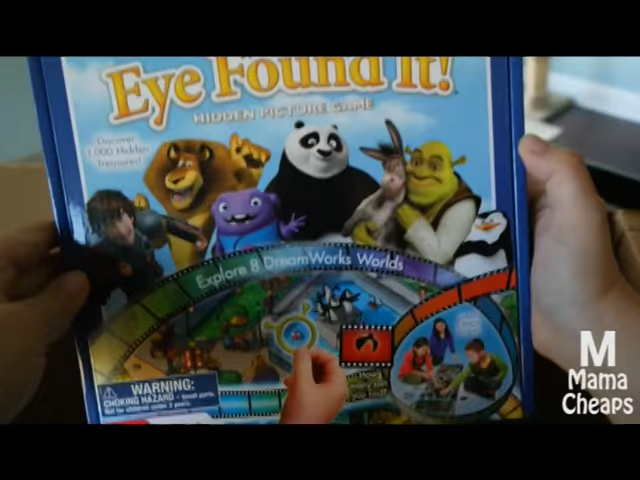 Eye Found It!
HIDDEN PICTURE GAME
Discover
1,000 Hidden
Treasures!
Explore 8 DreamWorks Worlds
WARNING:
CHOKING HAZARD - Small parts.
Not for children under 3 years.
M
Mama
Cheaps